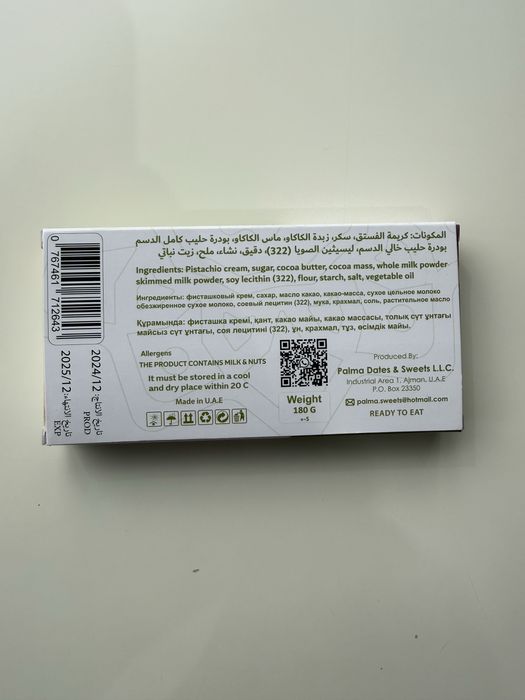 المكونات: كريمة الفستق، سكر، زبدة الكاكاو، ماس الكاكاو، بودرة حليب كامل الدسم
بودرة حليب خالي الدسم، ليسيثين الصويا (322)، دقيق، نشاء، ملح، زيت نباتي
Ingredients: Pistachio cream, sugar, cocoa butter, cocoa mass, whole milk powder
skimmed milk powder, soy lecithin (322), flour, starch, salt, vegetable oil
Ингредиенты: фисташковый крем, сахар, масло какао, какао-масса, сухое цельное молоко
обезжиренное сухое молоко, соевый лецитин (322), мука, крахмал, соль, растительное масло
Құрамында: фисташка кремі, қант, какао майы, какао массасы, толық сүт ұнтағы
майсыз сүт ұнтағы, соя лецитині (322), ұн, крахмал, тұз, өсімдік майы.
Allergens
THE PRODUCT CONTAINS MILK & NUTS
It must be stored in a cool
and dry place within 20 C
Made in U.A.E
Weight
180 G
+-5
Produced By:
Palma Dates & Sweets L.L.C.
Industrial Area 1, Ajman, U.A.E
P.O. Box 23350
palma.sweets@hotmail.com
READY TO EAT
0 767461 712643
2024/12 تاريخ الانتاج:
PROD
2025/12 تاريخ الانتهاء:
EXP